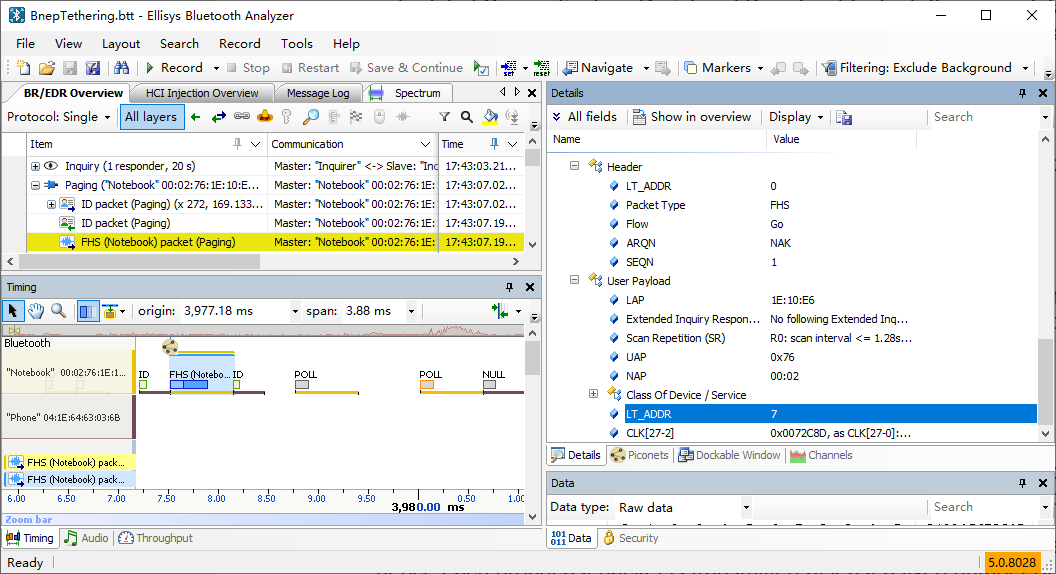 BnepTethering.btt - Ellisys Bluetooth Analyzer
File View Layout Search Record Tools Help
Record Stop Restart Save & Continue set reset Navigate Markers Filtering: Exclude Background
BR/EDR Overview HCI Injection Overview Message Log Spectrum
Protocol: Single All layers
Item Communication Time
Inquiry (1 responder, 20 s) Master: "Inquirer" <-> Slave: "Inq 17:43:03.21...
Paging ("Notebook" 00:02:76:1E:10:E... Master: "Notebook" 00:02:76:1E: 17:43:07.02...
ID packet (Paging) (x 272, 169.133... Master: "Notebook" 00:02:76:1E: 17:43:07.02...
ID packet (Paging) Master: "Notebook" 00:02:76:1E: 17:43:07.19...
FHS (Notebook) packet (Paging) Master: "Notebook" 00:02:76:1E: 17:43:07.19...
Timing
origin: 3,977.18 ms span: 3.88 ms
Bluetooth
"Notebook" 00:02:76:1E:1... ID FHS (Notebo... ID POLL POLL NULL
"Phone" 04:1E:64:63:03:6B
FHS (Notebook) pack...
FHS (Notebook) pack...
6.00 6.50 7.00 7.50 8.00 8.50 9.00 9.50 3,980.00 ms 0.50 1.0
Zoom bar
Timing Audio Throughput
Details
All fields Show in overview Display Search
Name Value
Header
LT_ADDR 0
Packet Type FHS
Flow Go
ARQN NAK
SEQN 1
User Payload
LAP 1E:10:E6
Extended Inquiry Respon... No following Extended Inq...
Scan Repetition (SR) R0: scan interval <= 1.28s...
UAP 0x76
NAP 00:02
Class Of Device / Service
LT_ADDR 7
CLK[27-2] 0x0072C8D, as CLK[27-0]:...
Details Piconets Dockable Window Channels
Data
Data type: Raw data Search
101
011 Data Security
Ready 5.0.8028